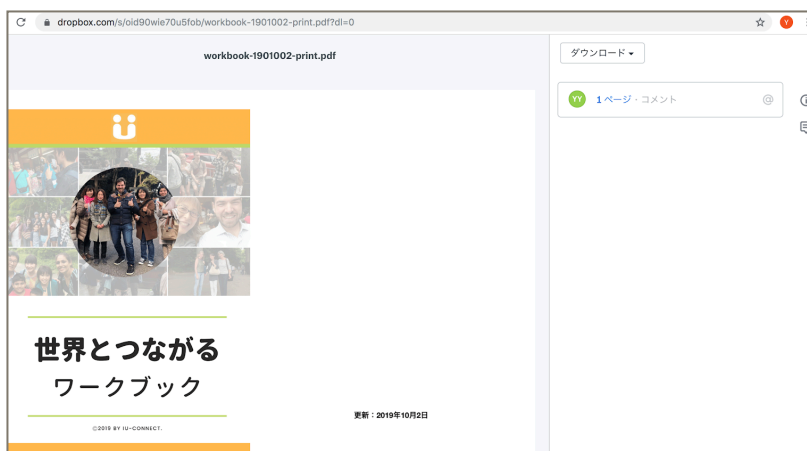 dropbox.com/s/oid90wie70u5fob/workbook-1901002-print.pdf?dl=0
Y
workbook-1901002-print.pdf
ダウンロード
YY 1 ページ · コメント @
世界とつながる
ワークブック
©2019 BY IU-CONNECT.
更新：2019年10月2日